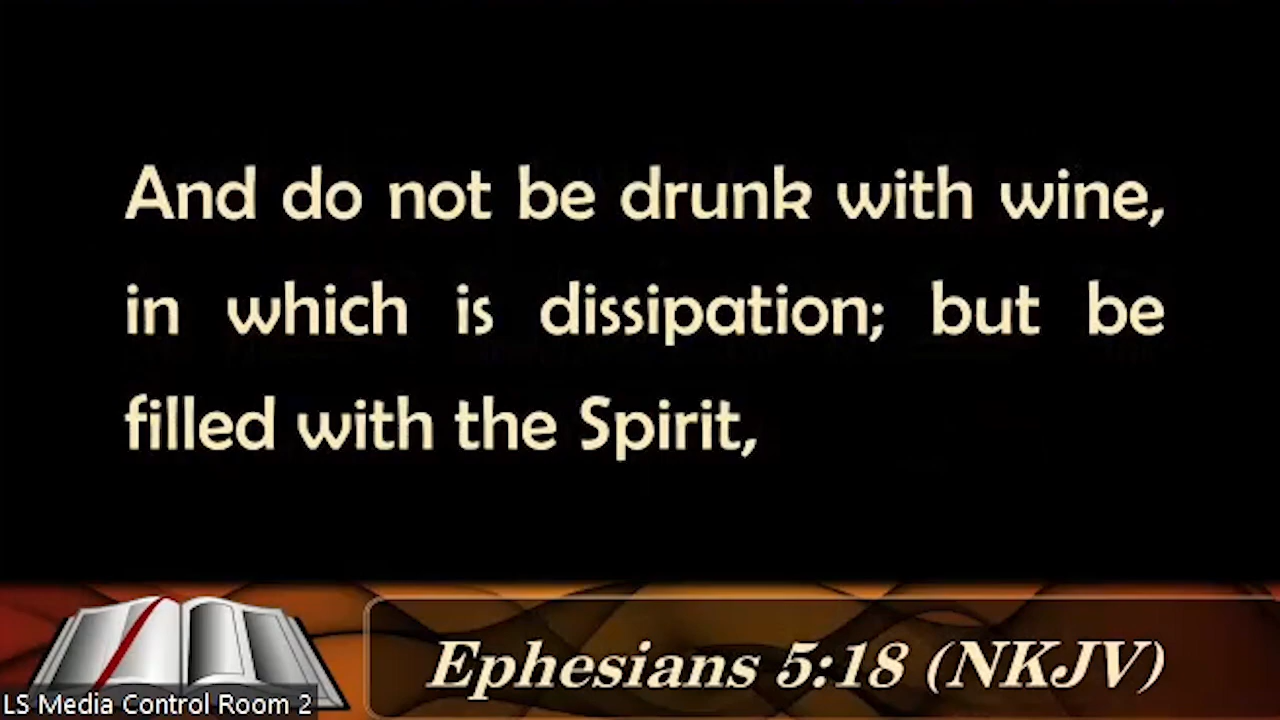 And do not be drunk with wine,
in which is dissipation; but be
filled with the Spirit,
Ephesians 5:18 (NKJV)
LS Media Control Room 2